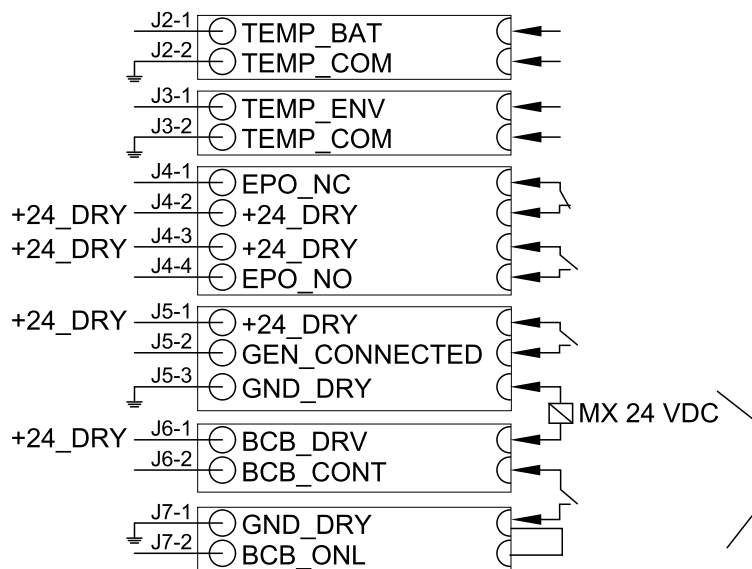 J2-1 TEMP_BAT
J2-2 TEMP_COM
J3-1 TEMP_ENV
J3-2 TEMP_COM
J4-1 EPO_NC
+24_DRY J4-2 +24_DRY
+24_DRY J4-3 +24_DRY
J4-4 EPO_NO
+24_DRY J5-1 +24_DRY
J5-2 GEN_CONNECTED
J5-3 GND_DRY
MX 24 VDC
+24_DRY J6-1 BCB_DRV
J6-2 BCB_CONT
J7-1 GND_DRY
J7-2 BCB_ONL